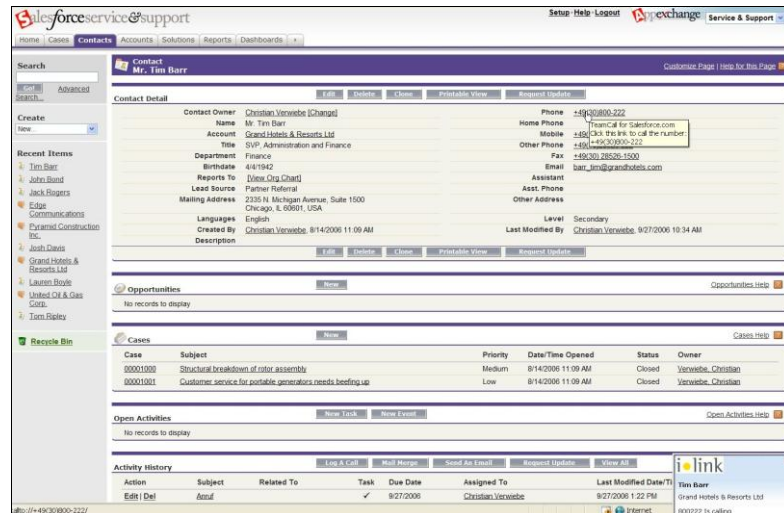 salesforce service & support
Setup · Help · Logout
AppExchange
Service & Support
Home Cases Contacts Accounts Solutions Reports Dashboards
Search
Go! Advanced Search...
Create
New...
Recent Items
Tim Barr
John Bond
Jack Rogers
Edge Communications
Pyramid Construction Inc.
Josh Davis
Grand Hotels & Resorts Ltd
Lauren Boyle
United Oil & Gas Corp.
Tom Ripley
Recycle Bin
Contact
Mr. Tim Barr
Customize Page | Help for this Page
Contact Detail
Edit Delete Clone Printable View Request Update
Contact Owner Christian Verwiebe [Change]
Phone +49(30)800-222
Name Mr. Tim Barr
Home Phone
Account Grand Hotels & Resorts Ltd
Mobile +49(
Title SVP, Administration and Finance
Other Phone +49(
TeamCall for Salesforce.com
Click this link to call the number:
+49(30)800-222
Department Finance
Fax +49(30) 28526-1500
Birthdate 4/4/1942
Email barr_tim@grandhotels.com
Reports To [View Org Chart]
Assistant
Lead Source Partner Referral
Asst. Phone
Mailing Address 2335 N. Michigan Avenue, Suite 1500
Chicago, IL 60601, USA
Other Address
Languages English
Level Secondary
Created By Christian Verwiebe, 8/14/2006 11:09 AM
Last Modified By Christian Verwiebe, 9/27/2006 10:34 AM
Description
Edit Delete Clone Printable View Request Update
Opportunities
New
Opportunities Help
No records to display
Cases
New
Cases Help
Case Subject Priority Date/Time Opened Status Owner
00001000 Structural breakdown of rotor assembly Medium 8/14/2006 11:09 AM Closed Verwiebe, Christian
00001001 Customer service for portable generators needs beefing up Low 8/14/2006 11:09 AM Closed Verwiebe, Christian
Open Activities
New Task New Event
Open Activities Help
No records to display
Activity History
Log A Call Mail Merge Send An Email Request Update View All
Action Subject Related To Task Due Date Assigned To Last Modified Date/Ti
Edit | Del Anruf ✓ 9/27/2006 Christian Verwiebe 9/27/2006 1:22 PM
i link
Tim Barr
Grand Hotels & Resorts Ltd
800222 Is calling
allto://+49(30)800-222/
Internet